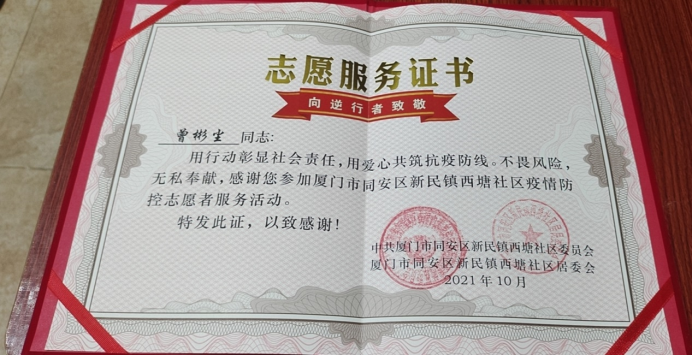 志愿服务证书
向逆行者致敬
曹彬尘 同志:
用行动彰显社会责任,用爱心共筑抗疫防线。不畏风险,
无私奉献,感谢您参加厦门市同安区新民镇西塘社区疫情防
控志愿者服务活动。
特发此证,以致感谢!
中共厦门市同安区新民镇西塘社区委员会
厦门市同安区新民镇西塘社区居委会
2021年10月